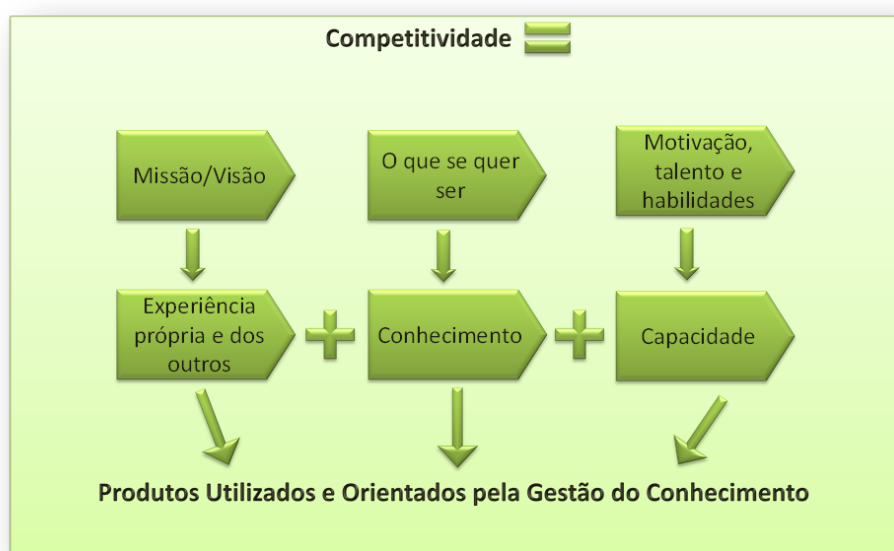 Competitividade
Missão/Visão
O que se quer
ser
Motivação,
talento e
habilidades
Experiência
própria e dos
outros
Conhecimento
Capacidade
Produtos Utilizados e Orientados pela Gestão do Conhecimento